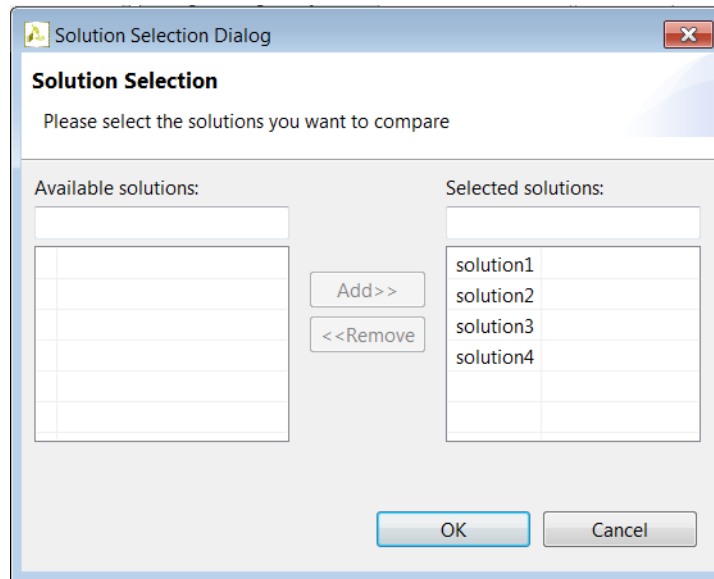 Solution Selection Dialog
Solution Selection
Please select the solutions you want to compare
Available solutions:
Selected solutions:
solution1
solution2
solution3
solution4
Add>>
<<Remove
OK
Cancel